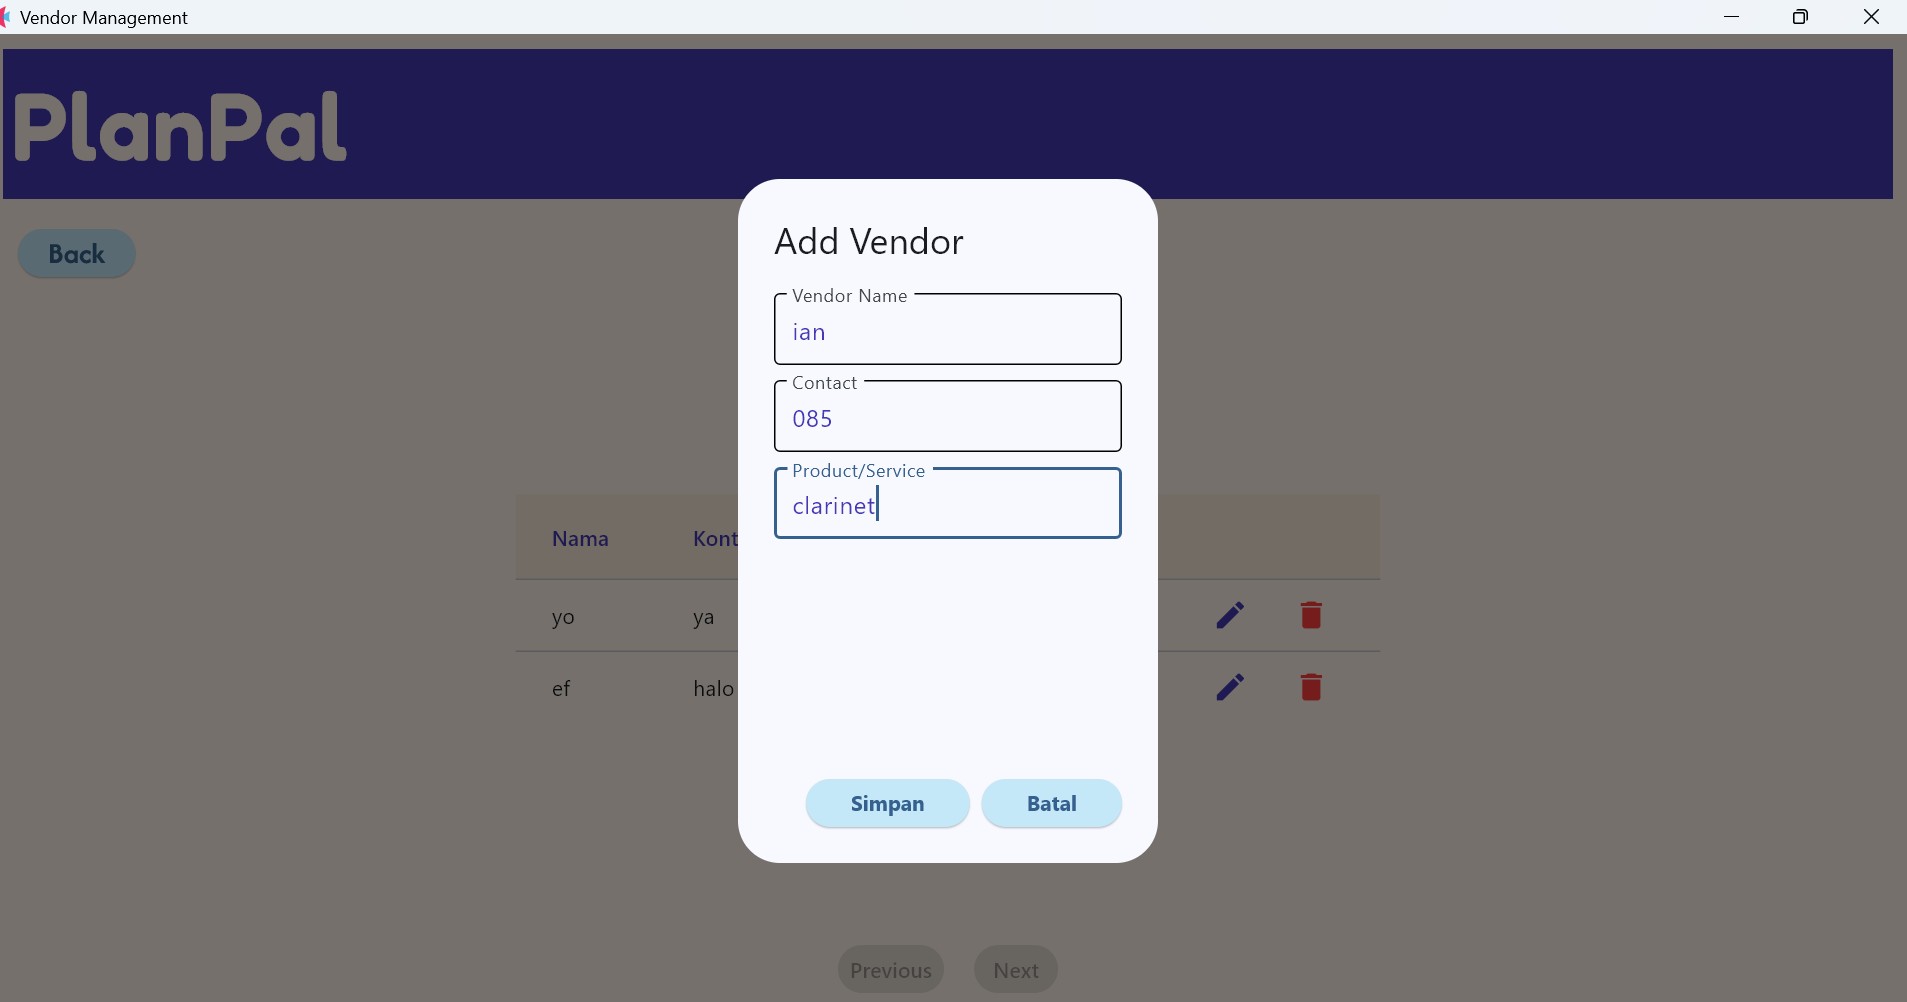 Vendor Management
PlanPal
Back
Add Vendor
Vendor Name
ian
Contact
085
Product/Service
clarinet
Nama Kont
yo ya
ef halo
Simpan Batal
Previous Next